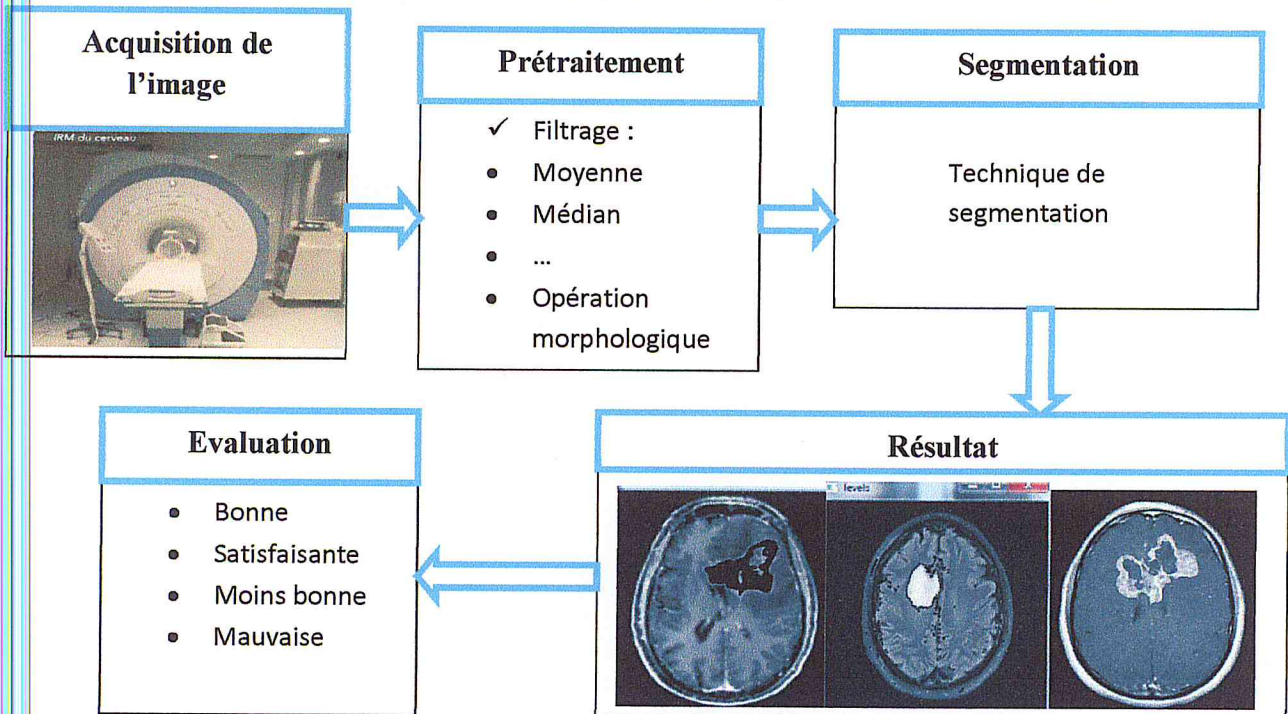 Acquisition de
l'image
IRM du cerveau
Prétraitement
✓ Filtrage :
• Moyenne
• Médian
• ...
• Opération
morphologique
Segmentation
Technique de
segmentation
Résultat
levels
Evaluation
• Bonne
• Satisfaisante
• Moins bonne
• Mauvaise